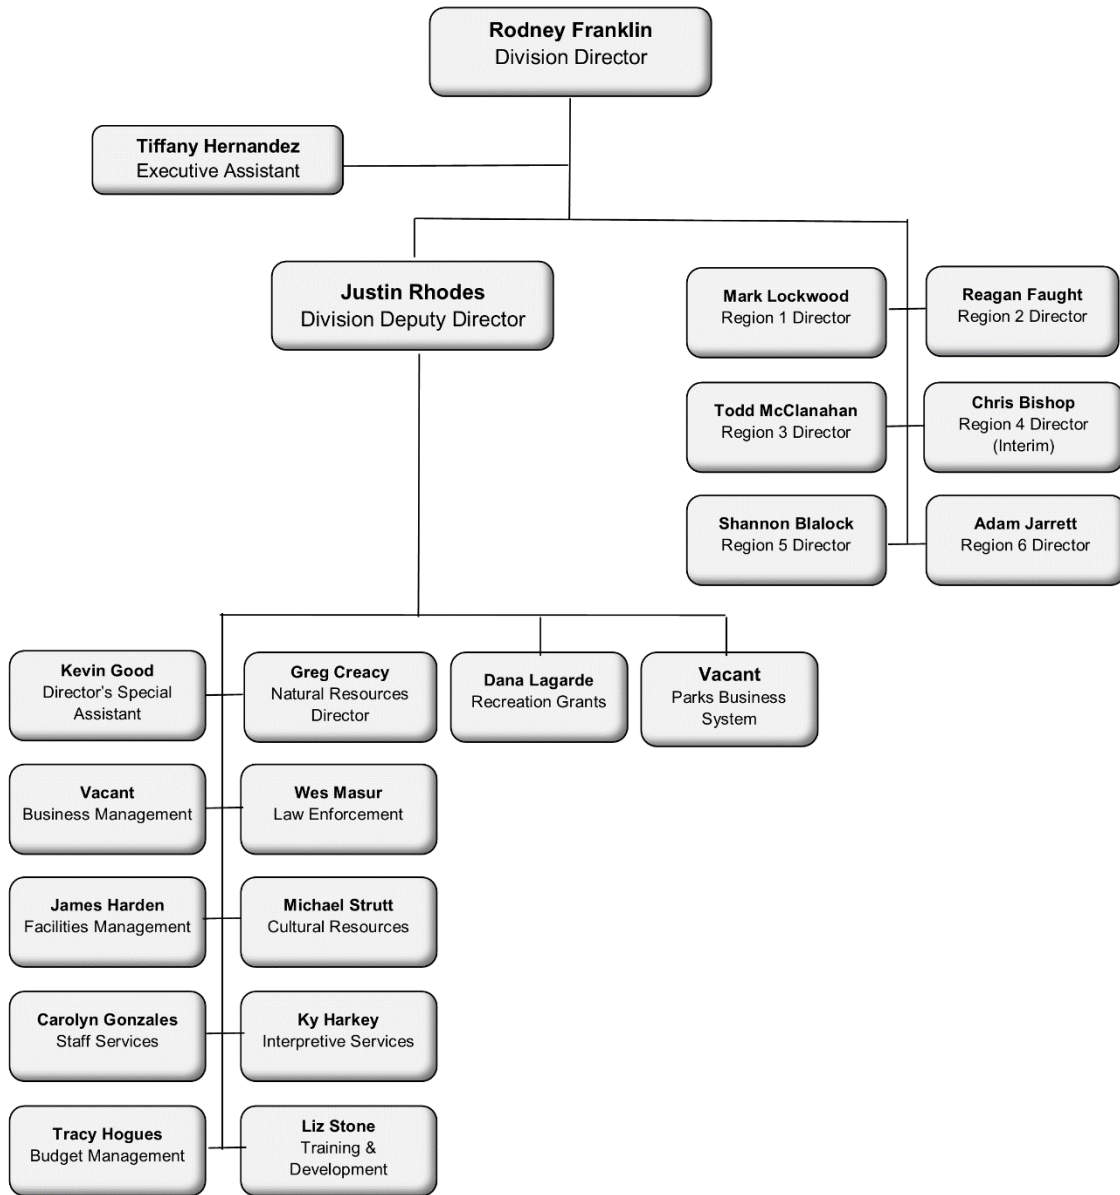 Rodney Franklin
Division Director
Tiffany Hernandez
Executive Assistant
Justin Rhodes
Division Deputy Director
Mark Lockwood
Region 1 Director
Reagan Faught
Region 2 Director
Todd McClanahan
Region 3 Director
Chris Bishop
Region 4 Director
(Interim)
Shannon Blalock
Region 5 Director
Adam Jarrett
Region 6 Director
Kevin Good
Director's Special
Assistant
Greg Creacy
Natural Resources
Director
Dana Lagarde
Recreation Grants
Vacant
Parks Business
System
Vacant
Business Management
Wes Masur
Law Enforcement
James Harden
Facilities Management
Michael Strutt
Cultural Resources
Carolyn Gonzales
Staff Services
Ky Harkey
Interpretive Services
Tracy Hogues
Budget Management
Liz Stone
Training &
Development